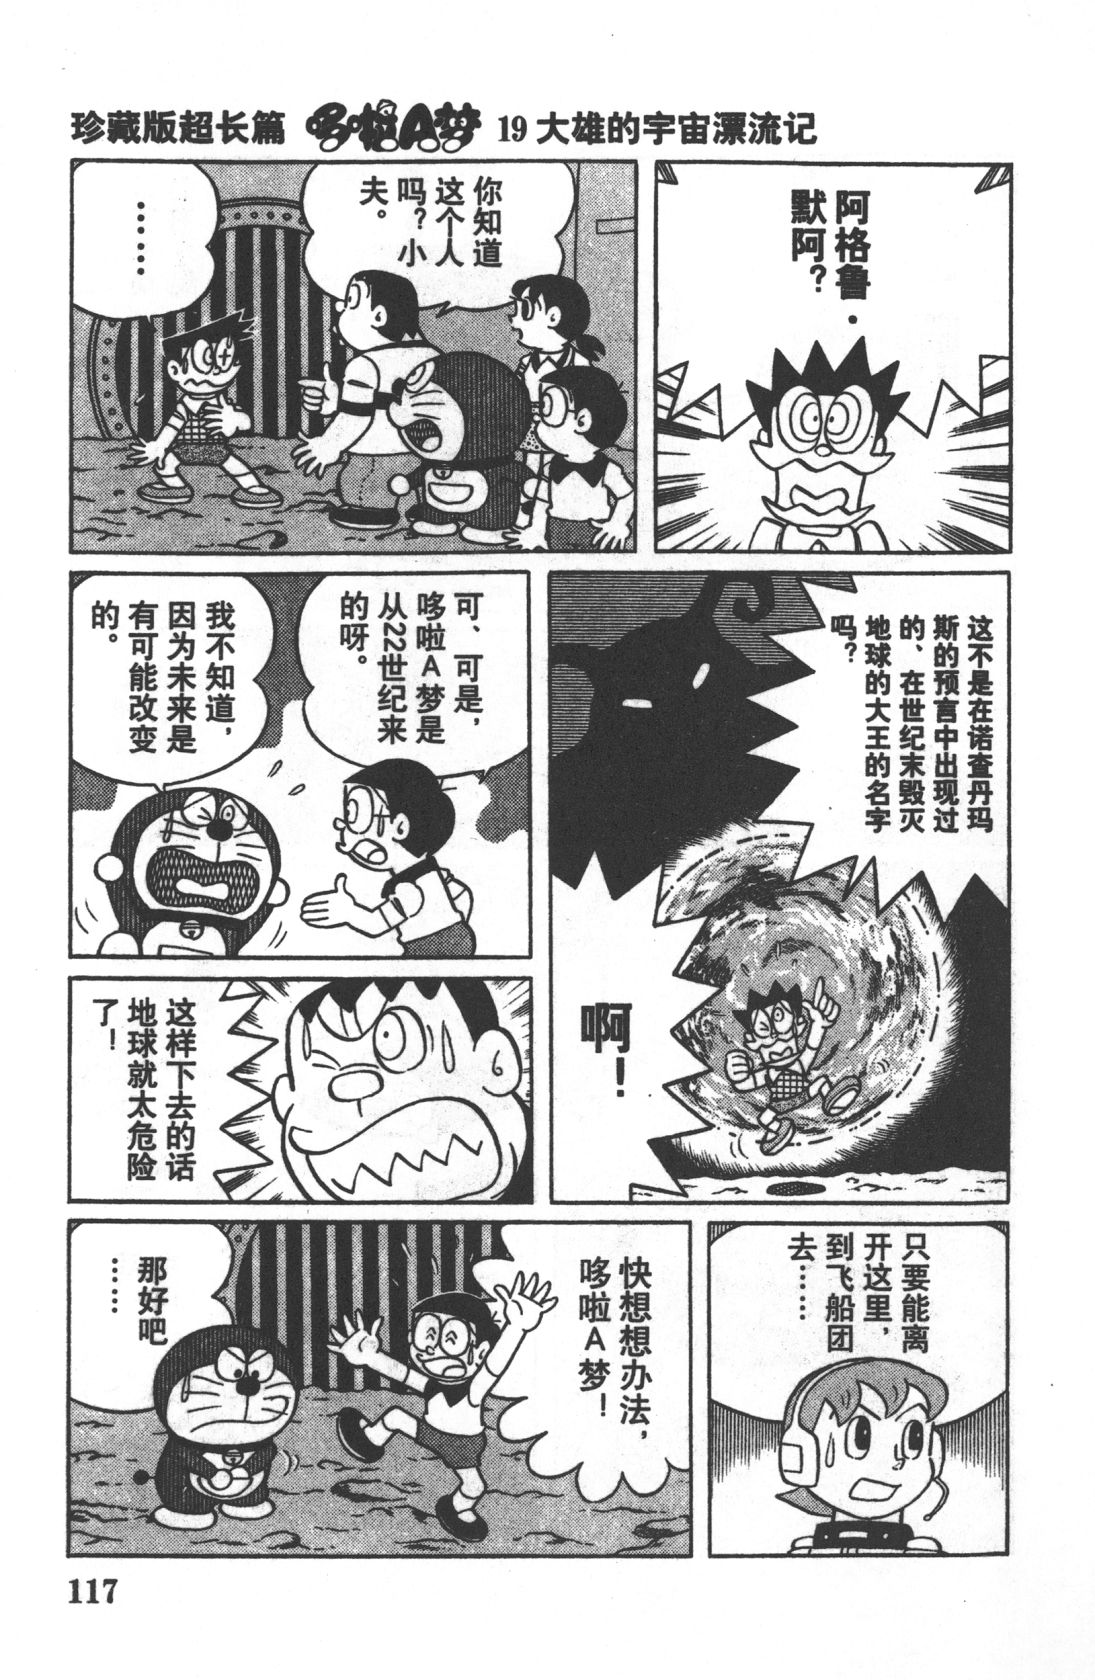 珍藏版超长篇 哆啦A梦 19 大雄的宇宙漂流记
阿格鲁·
默阿？
你知道
这个人
吗？小
夫。
……
这不是在诺查丹玛
斯的预言中出现过
的、在世纪末毁灭
地球的大王的名字
吗？
啊！
可、可是，
哆啦A梦是
从22世纪来
的呀。
我不知道，
因为未来是
有可能改变
的。
这样下去的话
地球就太危险
了！
只要能离
开这里，
到飞船团
去……
快想想办法，
哆啦A梦！
那好吧
……
117